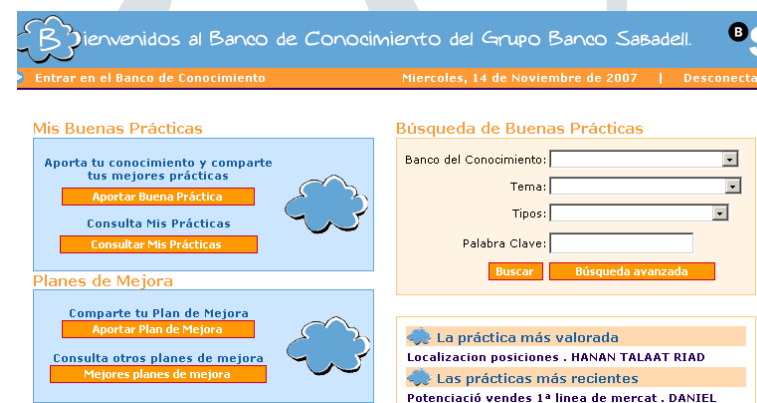 Bienvenidos al Banco de Conocimiento del Grupo Banco Sabadell.
B
Entrar en el Banco de Conocimiento
Miercoles, 14 de Noviembre de 2007 | Desconecta
Mis Buenas Prácticas
Aporta tu conocimiento y comparte
tus mejores prácticas
Aportar Buena Práctica
Consulta Mis Prácticas
Consultar Mis Prácticas
Planes de Mejora
Comparte tu Plan de Mejora
Aportar Plan de Mejora
Consulta otros planes de mejora
Mejores planes de mejora
Búsqueda de Buenas Prácticas
Banco del Conocimiento:
Tema:
Tipos:
Palabra Clave:
Buscar Búsqueda avanzada
La práctica más valorada
Localizacion posiciones . HANAN TALAAT RIAD
Las prácticas más recientes
Potenciació vendes 1ª linea de mercat . DANIEL